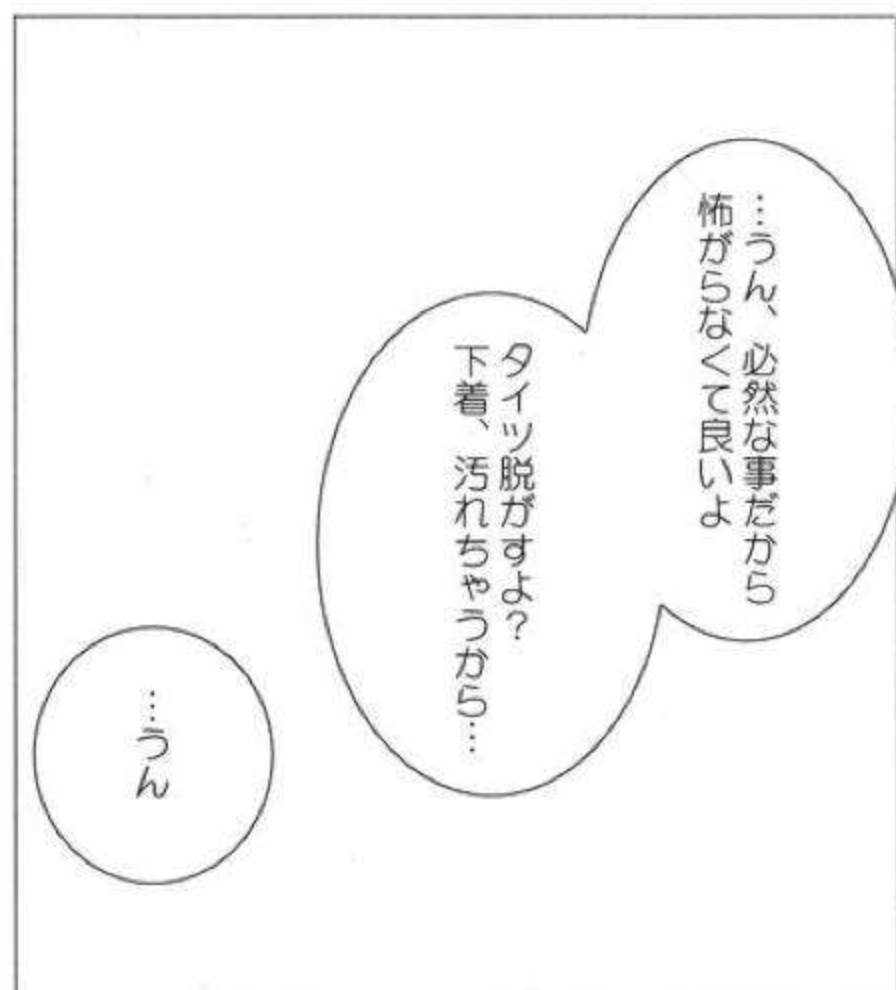 …うん、必然な事だから
怖がらなくて良いよ
タイツ脱がすよ？
下着、汚れちゃうから…
…うん